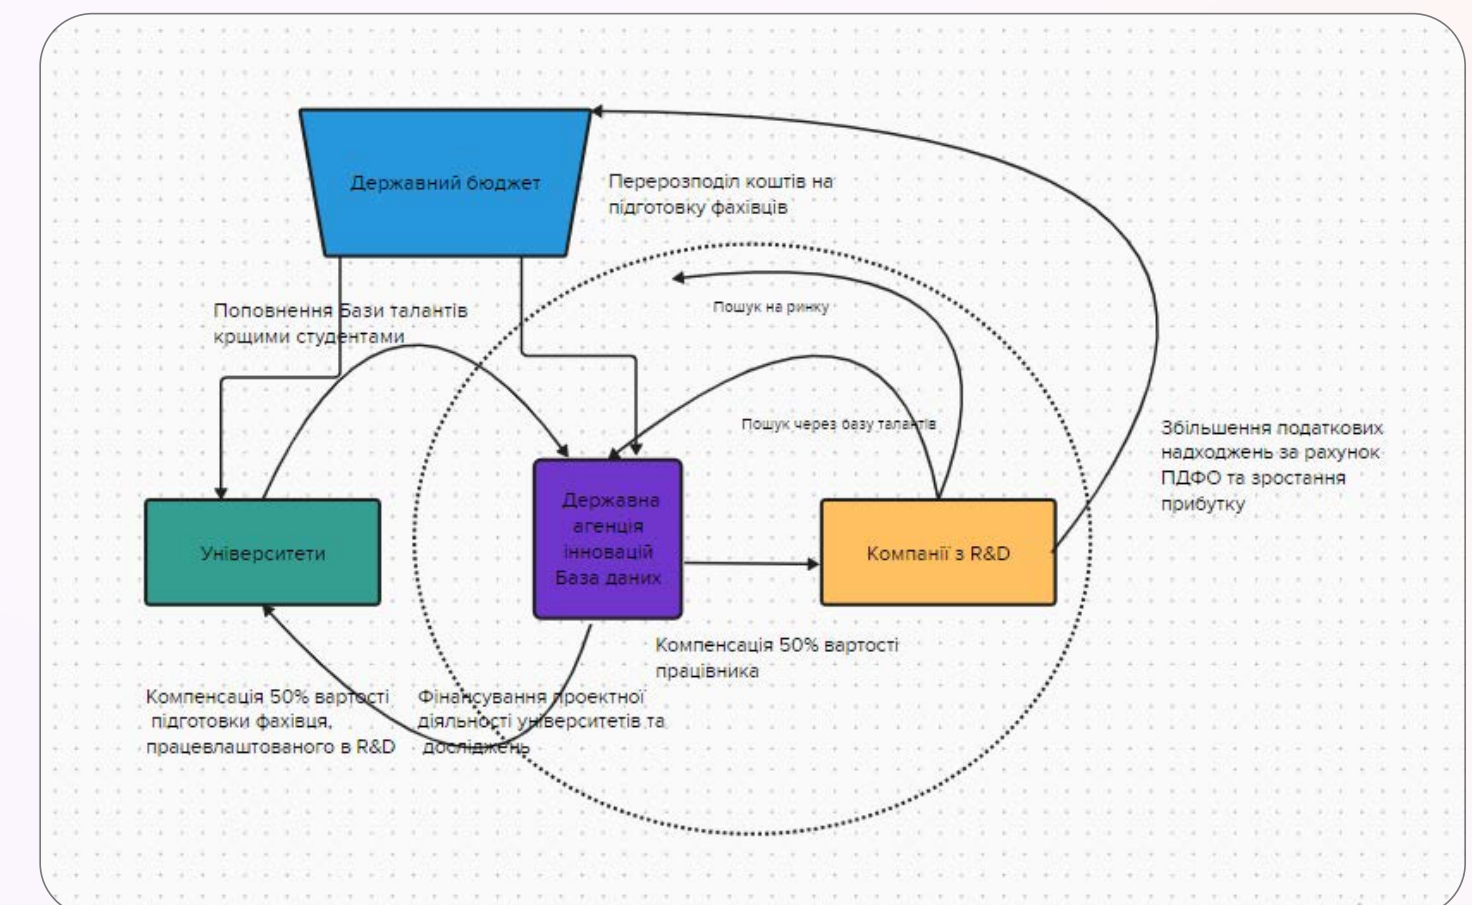 Державний бюджет
Перерозподіл коштів на
підготовку фахівців
Поповнення Бази талантів
крщими студентами
Пошук на ринку
Пошук через базу талантів
Збільшення податкових
надходжень за рахунок
ПДФО та зростання
прибутку
Університети
Державна
агенція
інновацій
База даних
Компанії з R&D
Компенсація 50% вартості
працівника
Компенсація 50% вартості
підготовки фахівця,
працевлаштованого в R&D
Фінансування проектної
діяльності університетів та
досліджень